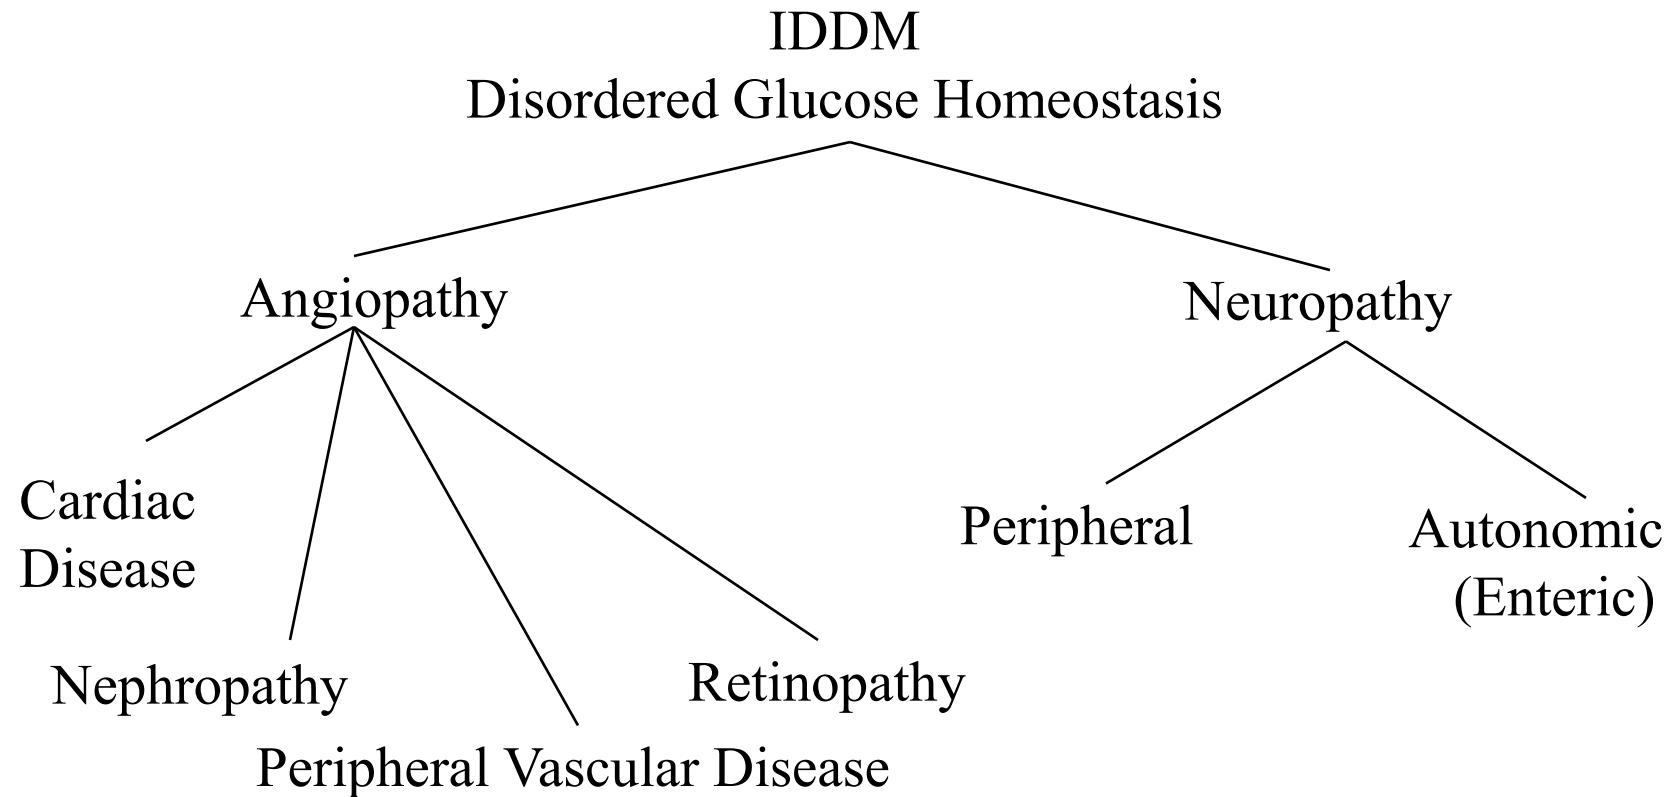 IDDM
Disordered Glucose Homeostasis
Angiopathy
Neuropathy
Cardiac
Disease
Peripheral
Autonomic
(Enteric)
Nephropathy
Retinopathy
Peripheral Vascular Disease